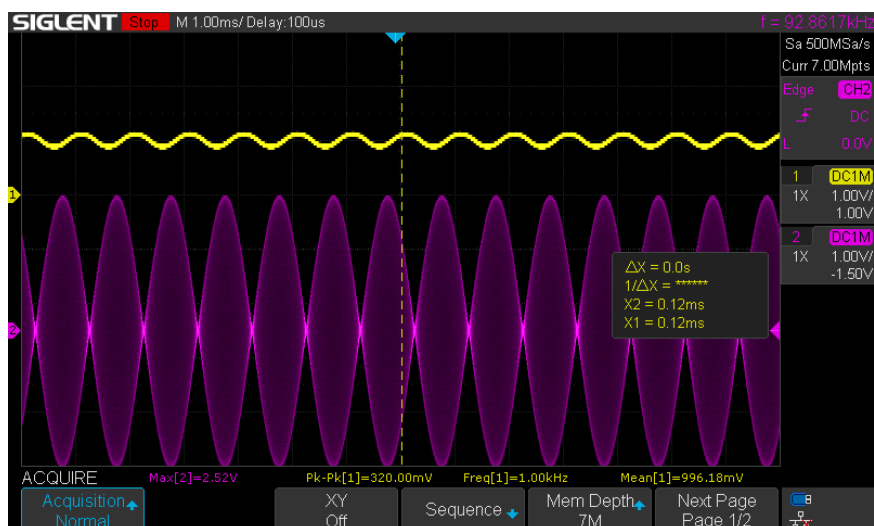 SIGLENT Stop M 1.00ms/ Delay:100us f = 92.8617kHz
Sa 500MSa/s
Curr 7.00Mpts
Edge CH2
DC
L 0.0V
1 DC1M
1X 1.00V/
1.00V
2 DC1M
1X 1.00V/
-1.50V
1
2
ΔX = 0.0s
1/ΔX = ******
X2 = 0.12ms
X1 = 0.12ms
ACQUIRE Max[2]=2.52V Pk-Pk[1]=320.00mV Freq[1]=1.00kHz Mean[1]=996.18mV
Acquisition
Normal
XY
Off
Sequence
Mem Depth
7M
Next Page
Page 1/2